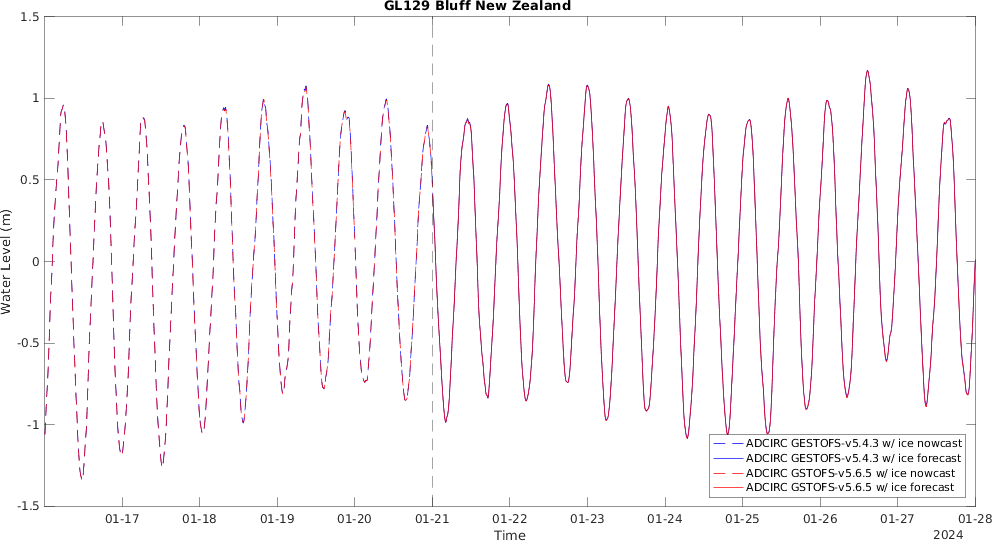 GL129 Bluff New Zealand
1.5
1
0.5
0
-0.5
-1
-1.5
Water Level (m)
ADCIRC GESTOFS-v5.4.3 w/ ice nowcast
ADCIRC GESTOFS-v5.4.3 w/ ice forecast
ADCIRC GSTOFS-v5.6.5 w/ ice nowcast
ADCIRC GSTOFS-v5.6.5 w/ ice forecast
01-17 01-18 01-19 01-20 01-21 01-22 01-23 01-24 01-25 01-26 01-27 01-28
Time
2024